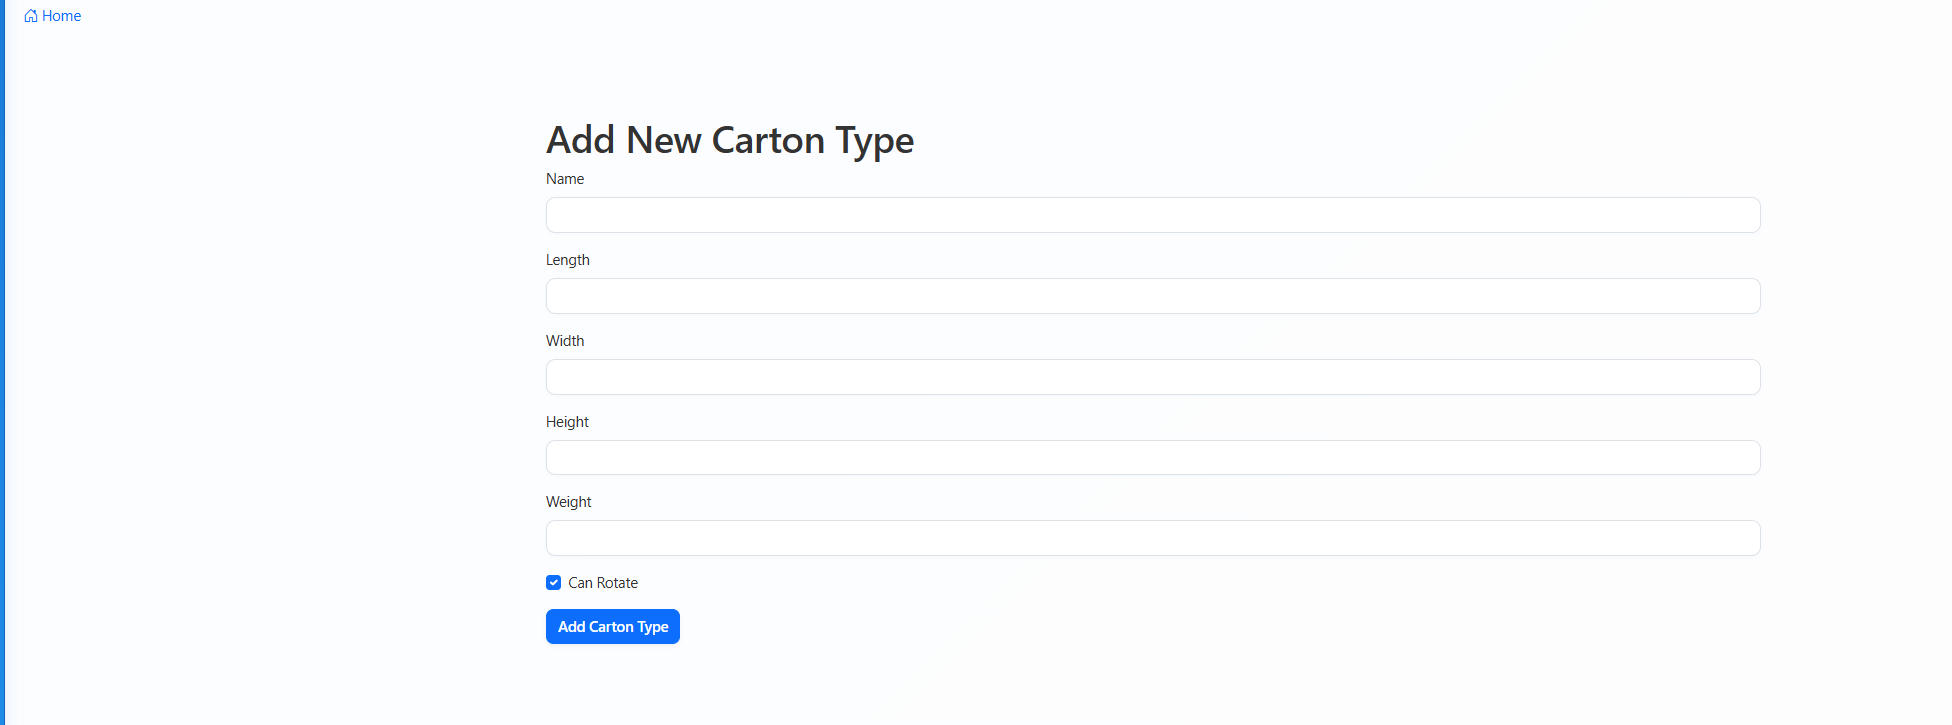 Home
Add New Carton Type
Name
Length
Width
Height
Weight
Can Rotate
Add Carton Type